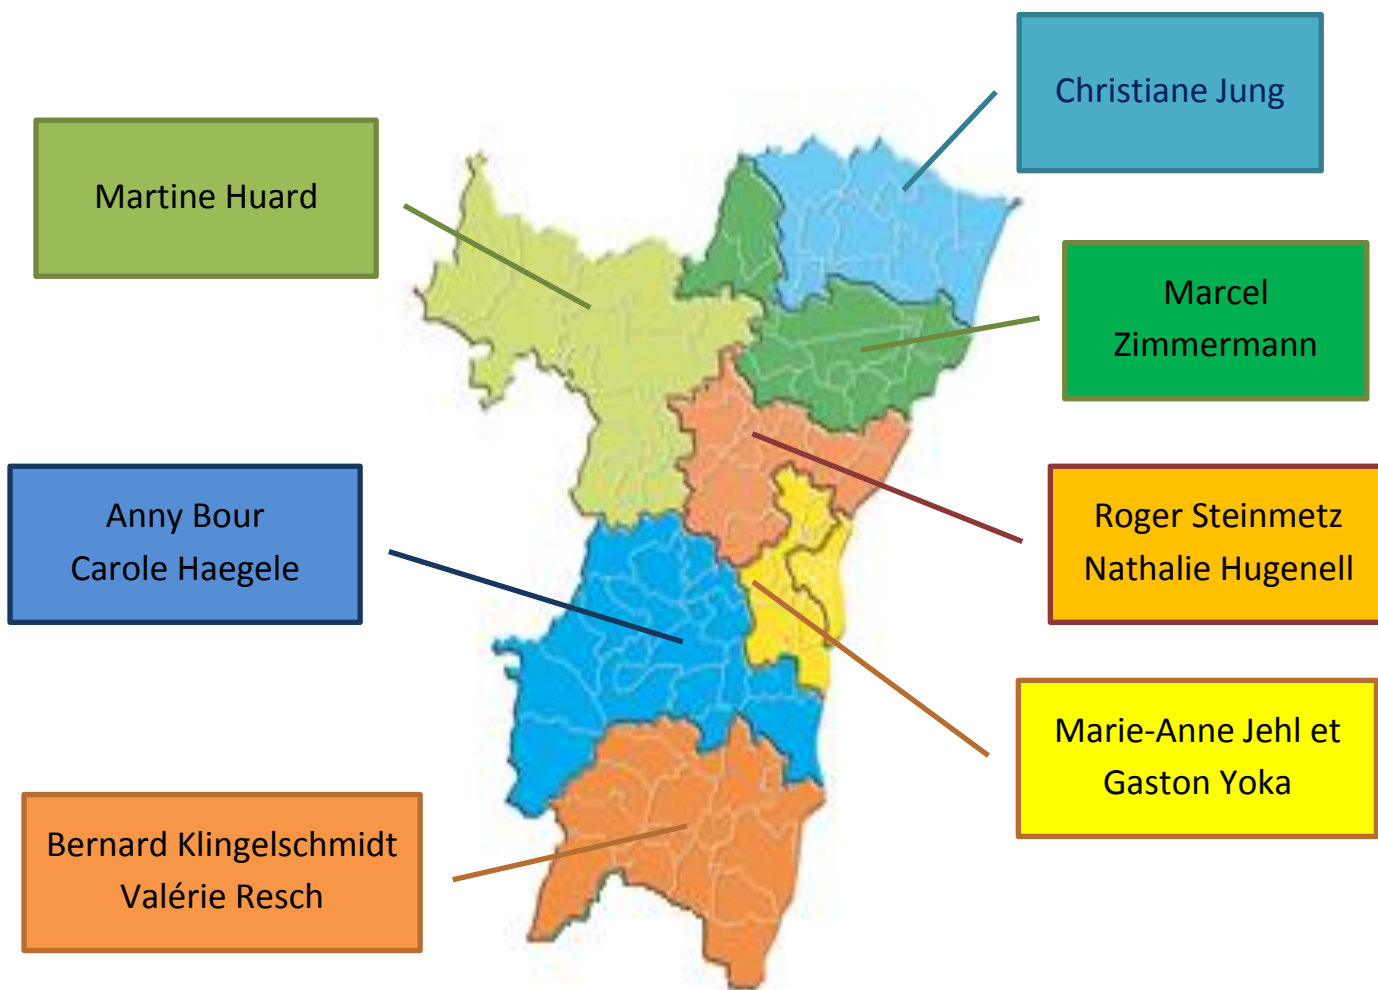 Christiane Jung
Martine Huard
Marcel
Zimmermann
Anny Bour
Carole Haegele
Roger Steinmetz
Nathalie Hugenell
Marie-Anne Jehl et
Gaston Yoka
Bernard Klingelschmidt
Valérie Resch